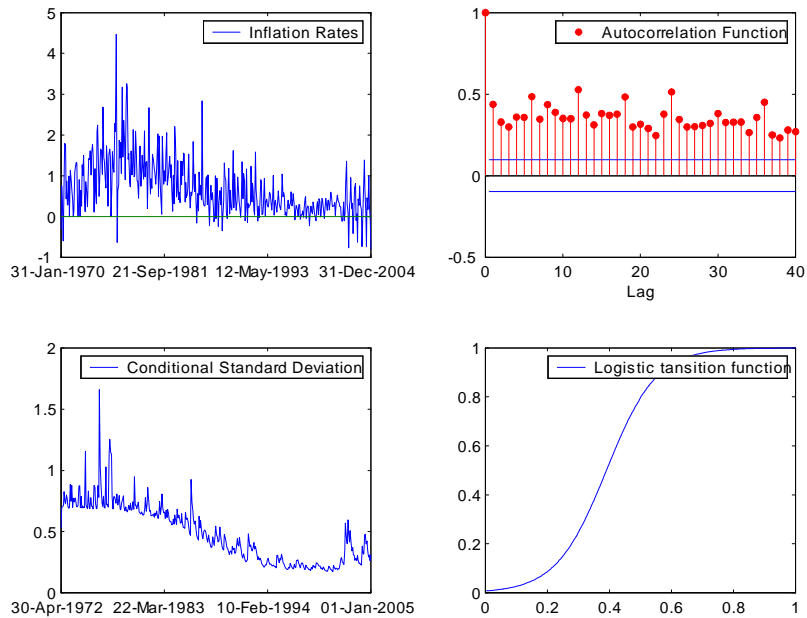 Inflation Rates
5
4
3
2
1
0
-1
31-Jan-1970 21-Sep-1981 12-May-1993 31-Dec-2004
Autocorrelation Function
1
0.5
0
-0.5
0 10 20 30 40
Lag
Conditional Standard Deviation
2
1.5
1
0.5
0
30-Apr-1972 22-Mar-1983 10-Feb-1994 01-Jan-2005
Logistic tansition function
1
0.8
0.6
0.4
0.2
0
0 0.2 0.4 0.6 0.8 1